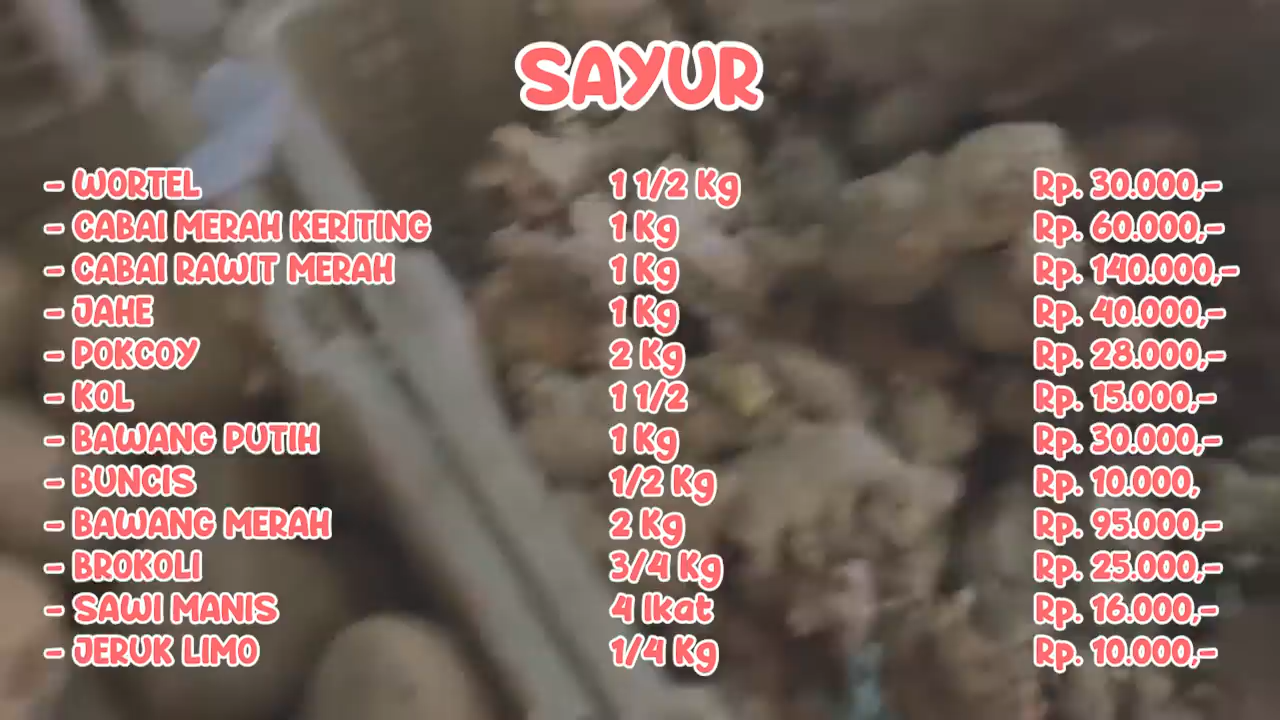 SAYUR
- WORTEL 1 1/2 Kg Rp. 30.000,-
- CABAI MERAH KERITING 1 Kg Rp. 60.000,-
- CABAI RAWIT MERAH 1 Kg Rp. 140.000,-
- JAHE 1 Kg Rp. 40.000,-
- POKCOY 2 Kg Rp. 28.000,-
- KOL 1 1/2 Rp. 15.000,-
- BAWANG PUTIH 1 Kg Rp. 30.000,-
- BUNCIS 1/2 Kg Rp. 10.000,
- BAWANG MERAH 2 Kg Rp. 95.000,-
- BROKOLI 3/4 Kg Rp. 25.000,-
- SAWI MANIS 4 Ikat Rp. 16.000,-
- JERUK LIMO 1/4 Kg Rp. 10.000,-